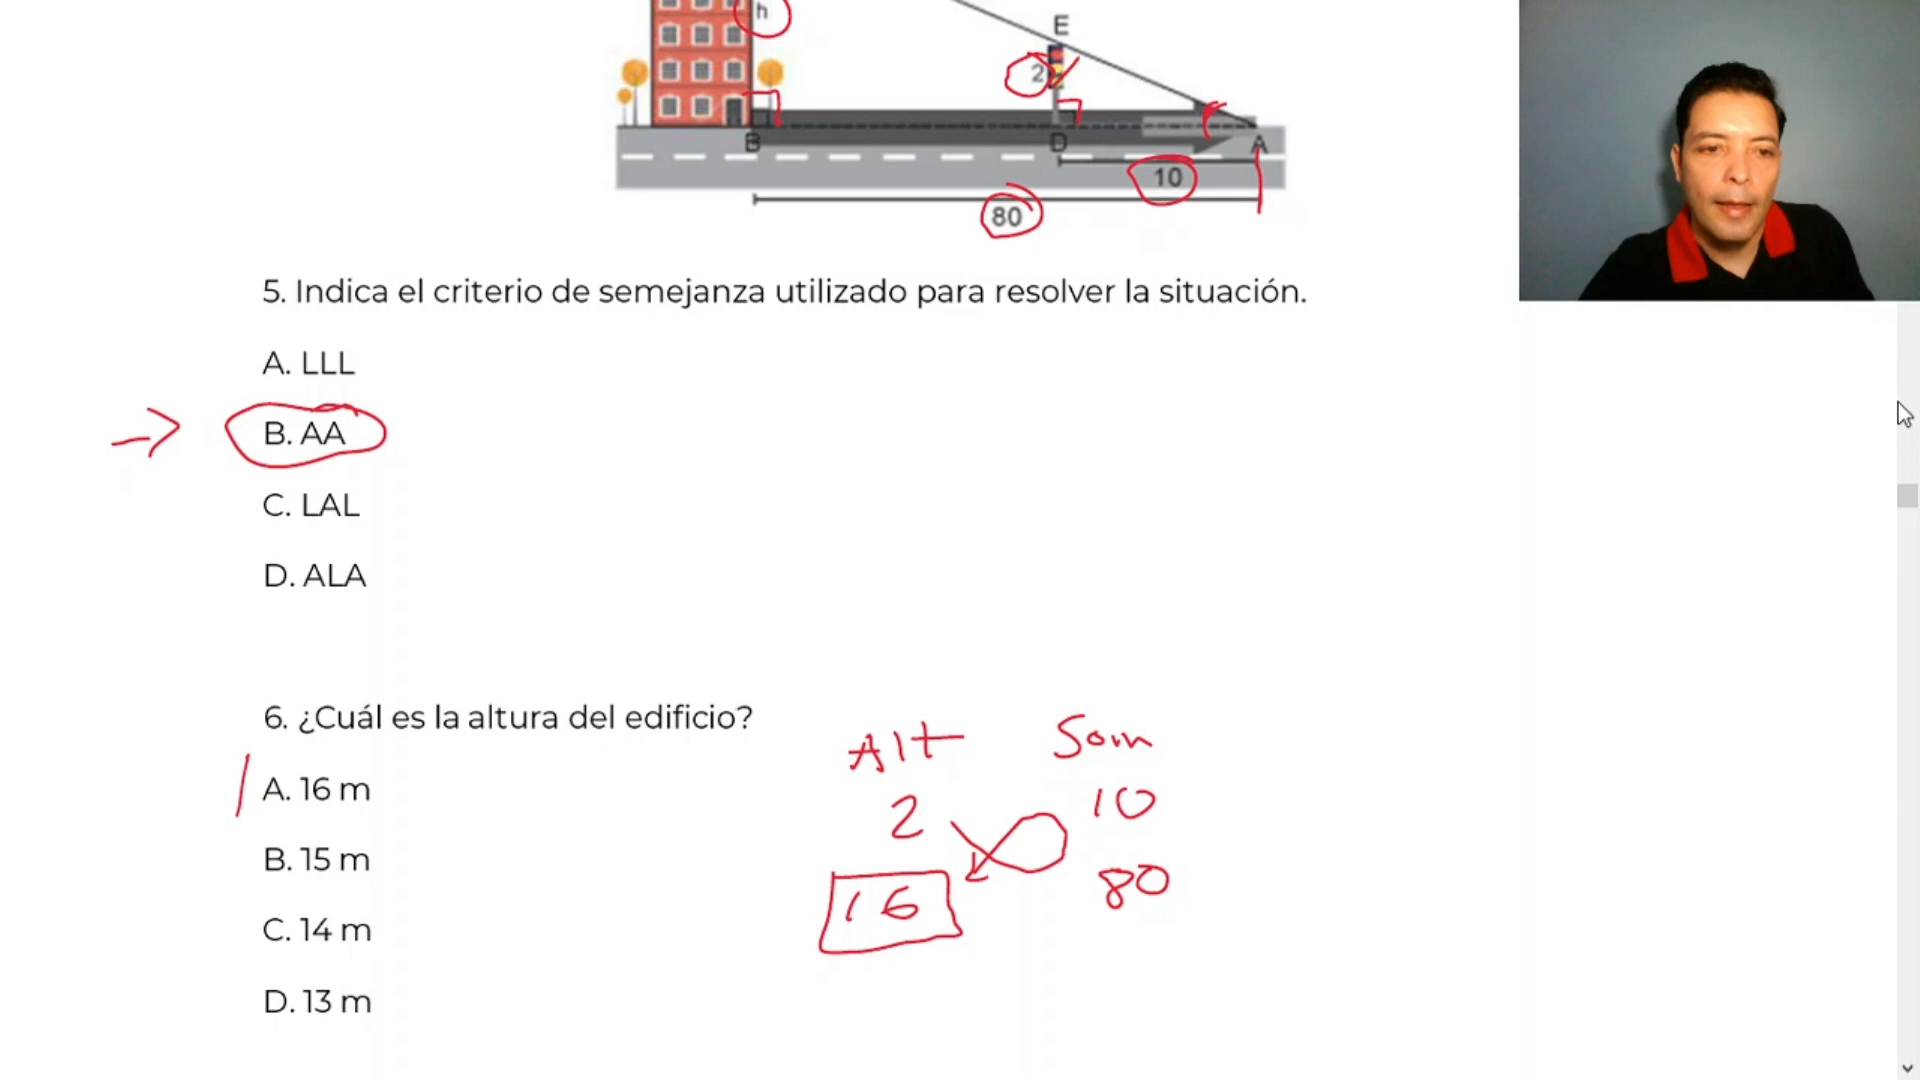 h
E
2
B
D
A
10
80
5. Indica el criterio de semejanza utilizado para resolver la situación.
A. LLL
B. AA
C. LAL
D. ALA
6. ¿Cuál es la altura del edificio?
Alt Som
A. 16 m
2 10
B. 15 m
16 80
C. 14 m
D. 13 m